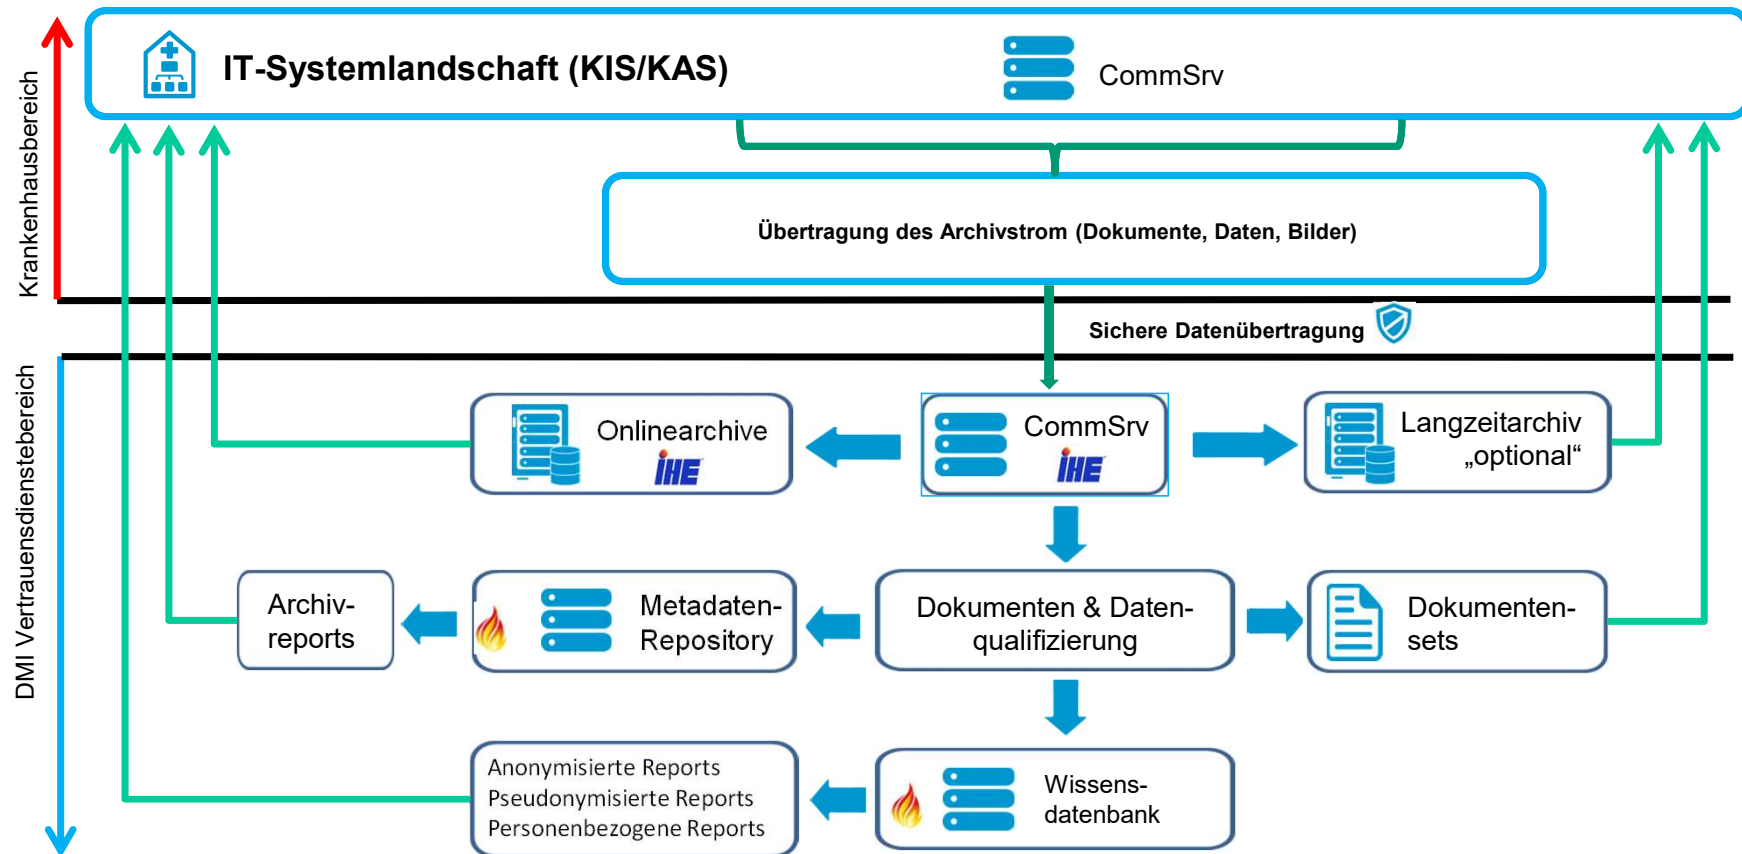 IT-Systemlandschaft (KIS/KAS)
CommSrv
Krankenhausbereich
Übertragung des Archivstrom (Dokumente, Daten, Bilder)
Sichere Datenübertragung
DMI Vertrauensdienstebereich
Onlinearchive
IHE
CommSrv
IHE
Langzeitarchiv
„optional“
Archiv-
reports
Metadaten-
Repository
Dokumenten & Daten-
qualifizierung
Dokumenten-
sets
Anonymisierte Reports
Pseudonymisierte Reports
Personenbezogene Reports
Wissens-
datenbank